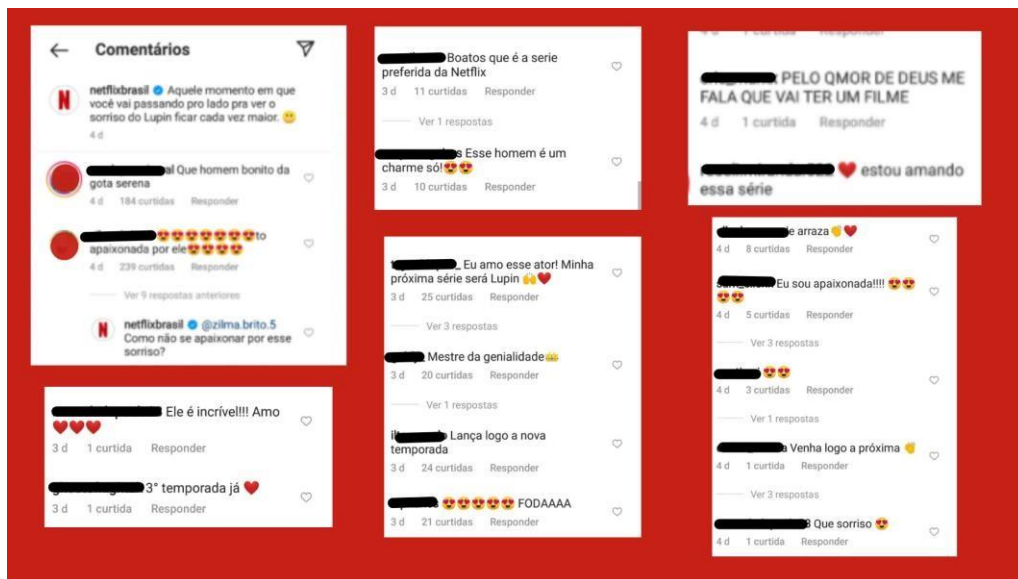 Comentários
netflixbrasil Aquele momento em que
você vai passando pro lado pra ver o
sorriso do Lupin ficar cada vez maior. 😬
4 d
al Que homem bonito da
gota serena
4 d 184 curtidas Responder
😍😍😍😍😍😍😍to
apaixonada por ele😍😍😍😍
4 d 239 curtidas Responder
Ver 9 respostas anteriores
netflixbrasil @zilma.brito.5
Como não se apaixonar por esse
sorriso?
Ele é incrível!!! Amo
❤️❤️❤️
3 d 1 curtida Responder
3° temporada já ❤️
3 d 1 curtida Responder
Boatos que é a serie
preferida da Netflix
3 d 11 curtidas Responder
Ver 1 respostas
s Esse homem é um
charme só!😍😍
3 d 10 curtidas Responder
Eu amo esse ator! Minha
próxima série será Lupin 🙌❤️
3 d 25 curtidas Responder
Ver 3 respostas
Mestre da genialidade👑
3 d 20 curtidas Responder
Ver 1 respostas
Lança logo a nova
temporada
3 d 24 curtidas Responder
😍😍😍😍😍 FODAAAA
3 d 21 curtidas Responder
1 curtida Responder
PELO QMOR DE DEUS ME
FALA QUE VAI TER UM FILME
4 d 1 curtida Responder
❤️ estou amando
essa série
e arraza👏❤️
4 d 8 curtidas Responder
Eu sou apaixonada!!!! 😍😍
😍😍
4 d 5 curtidas Responder
Ver 3 respostas
😍😍
4 d 3 curtidas Responder
Ver 1 respostas
a Venha logo a próxima 👏
4 d 1 curtida Responder
Ver 3 respostas
Que sorriso 😍
4 d 1 curtida Responder